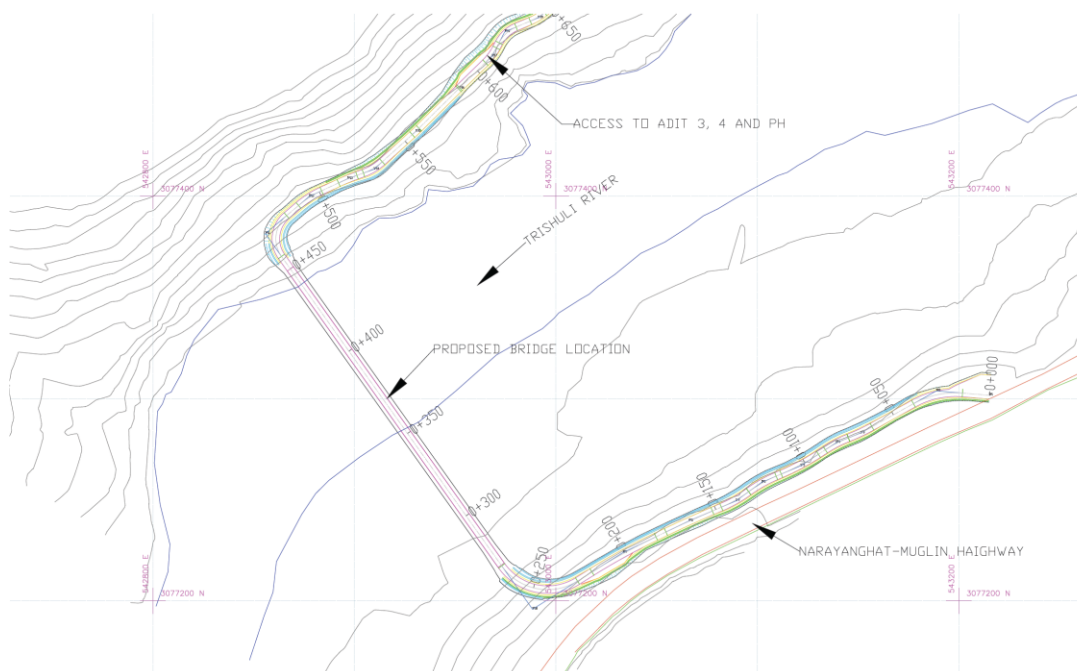 0+650
0+600
ACCESS TO ADIT 3, 4 AND PH
0+550
542800 E
3077400 N
543000 E
3077400 N
543200 E
3077400 N
0+500
TRISHULI RIVER
0+450
0+400
PROPOSED BRIDGE LOCATION
0+350
0+000
0+050
0+100
0+150
0+300
0+200
NARAYANGHAT-MUGLIN HAIGHWAY
0+250
542800 E
3077200 N
543000 E
3077200 N
543200 E
3077200 N